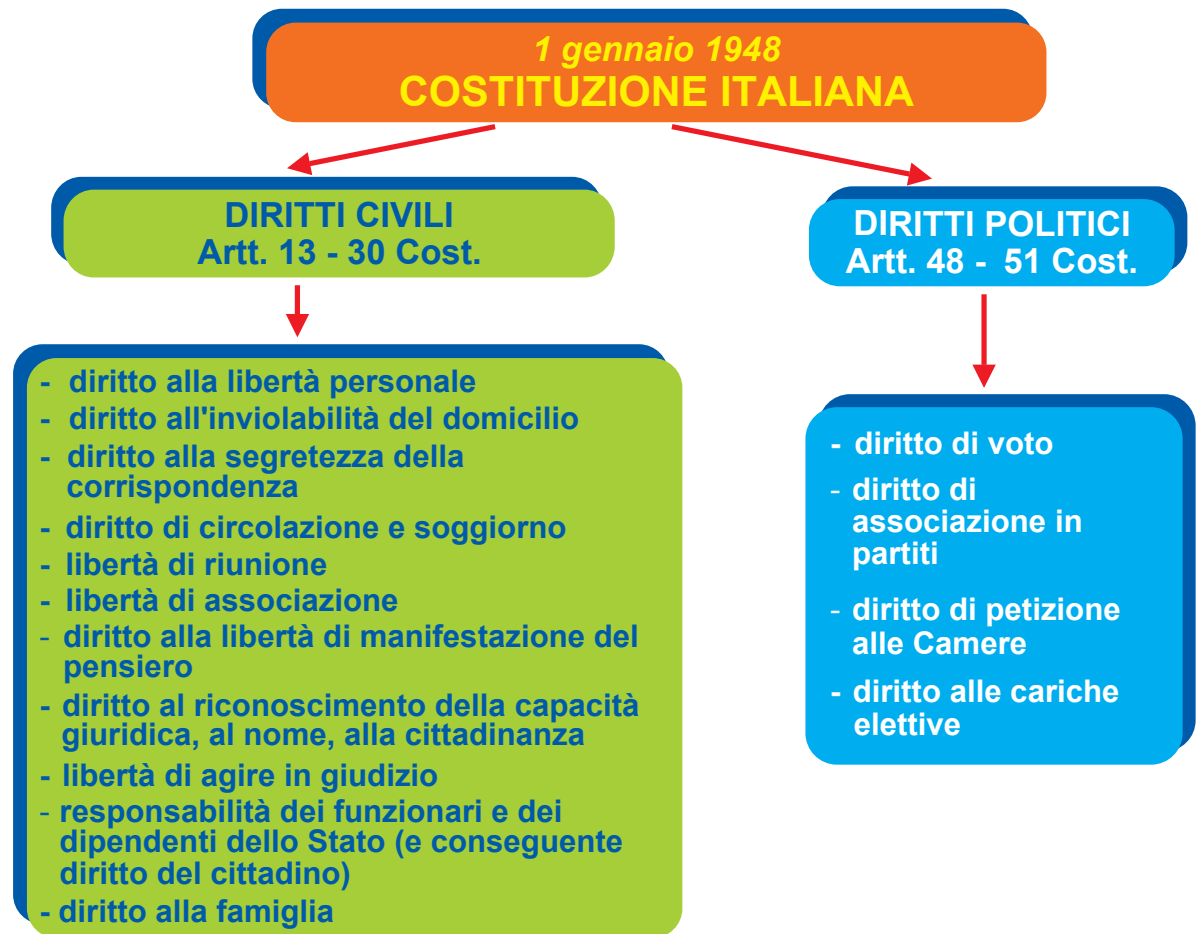 1 gennaio 1948
COSTITUZIONE ITALIANA
DIRITTI CIVILI
Artt. 13 - 30 Cost.
- diritto alla libertà personale
- diritto all'inviolabilità del domicilio
- diritto alla segretezza della
corrispondenza
- diritto di circolazione e soggiorno
- libertà di riunione
- libertà di associazione
- diritto alla libertà di manifestazione del
pensiero
- diritto al riconoscimento della capacità
giuridica, al nome, alla cittadinanza
- libertà di agire in giudizio
- responsabilità dei funzionari e dei
dipendenti dello Stato (e conseguente
diritto del cittadino)
- diritto alla famiglia
DIRITTI POLITICI
Artt. 48 - 51 Cost.
- diritto di voto
- diritto di
associazione in
partiti
- diritto di petizione
alle Camere
- diritto alle cariche
elettive